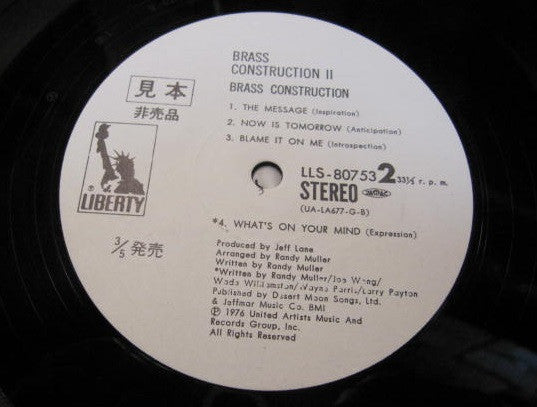 BRASS
CONSTRUCTION II
BRASS CONSTRUCTION
見本
非売品
1. THE MESSAGE (Inspiration)
2. NOW IS TOMORROW (Anticipation)
3. BLAME IT ON ME (Introspection)
LIBERTY
LLS-80753 2 33⅓ r. p. m.
STEREO
(UA-LA677-G-B)
*4. WHAT'S ON YOUR MIND (Expression)
3/5 発売
Produced by Jeff Lane
Arranged by Randy Muller
Written by Randy Muller
*Written by Randy Muller/Joe Wong/
Wade Williamston/Wayne Parris/Larry Payton
Published by Desert Moon Songs, Ltd.
& Jeffmar Music Co. BMI
Ⓟ 1976 United Artists Music And
Records Group, Inc.
All Rights Reserved